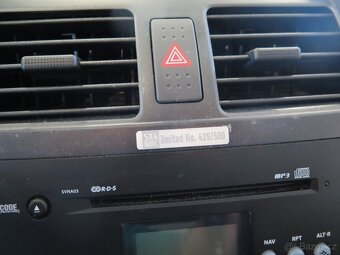 limited No. 429/500
SVNA03
R·D·S
MP3
CODE
NAV
RPT
ALT-R